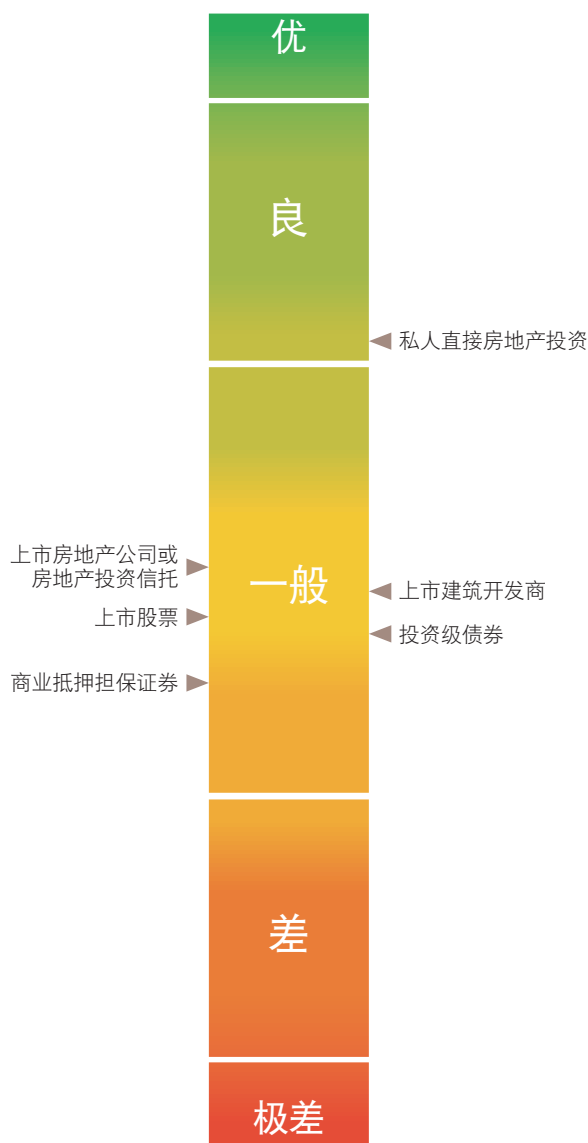 优
良
私人直接房地产投资
上市房地产公司或
房地产投资信托
一般
上市建筑开发商
上市股票
投资级债券
商业抵押担保证券
差
极差